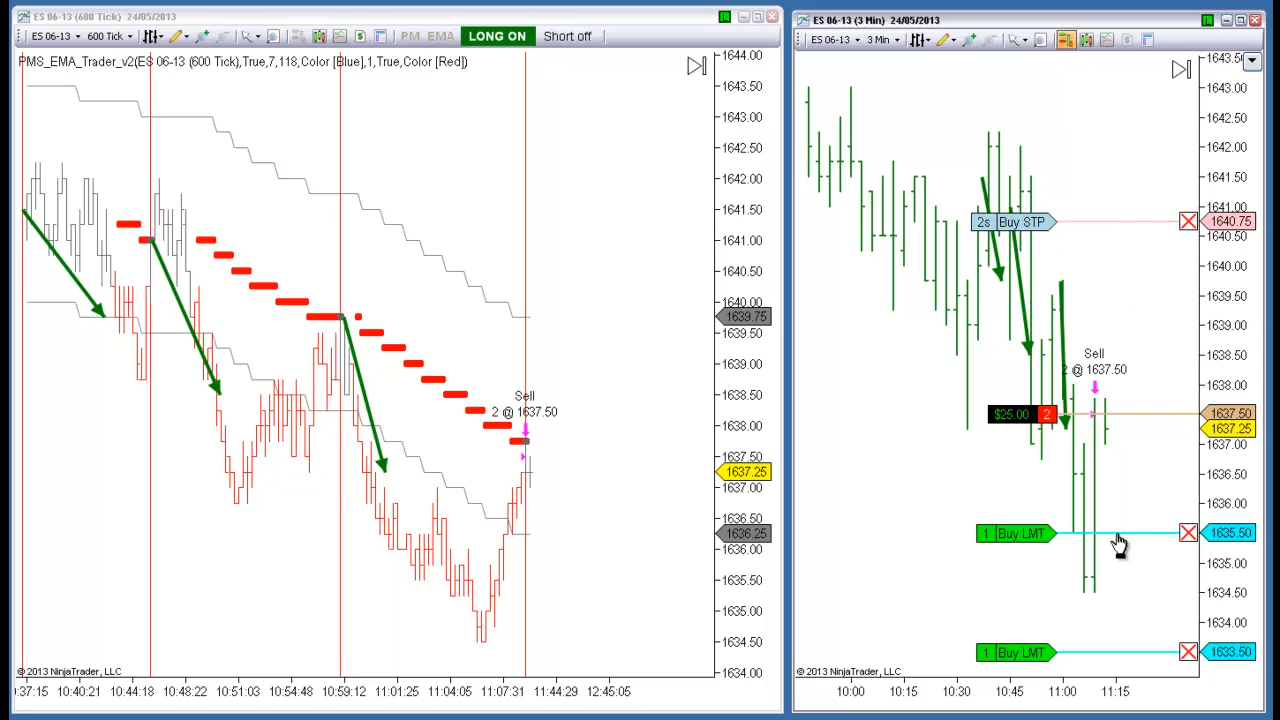 ES 06-13 (600 Tick) 24/05/2013
ES 06-13 600 Tick PM EMA LONG ON Short off
PMS_EMA_Trader_v2(ES 06-13 (600 Tick),True,7,118,Color [Blue],1,True,Color [Red])
1644.00
1643.50
1643.00
1642.50
1642.00
1641.50
1641.00
1640.50
1640.00
1639.75
1639.50
1639.00
1638.50
Sell
2 @ 1637.50
1638.00
1637.50
1637.25
1637.00
1636.50
1636.25
1636.00
1635.50
1635.00
1634.50
1634.00
© 2013 NinjaTrader, LLC
:37:15 10:40:21 10:44:18 10:48:22 10:51:03 10:54:48 10:59:12 11:01:25 11:04:05 11:07:31 11:44:29 12:45:05
ES 06-13 (3 Min) 24/05/2013
ES 06-13 3 Min
1643.50
1643.00
1642.50
1642.00
1641.50
1641.00
2s Buy STP 1640.75
1640.50
1640.00
1639.50
1639.00
1638.50
Sell
2 @ 1637.50
1638.00
$25.00 2 1637.50
1637.25
1637.00
1636.50
1636.00
1 Buy LMT 1635.50
1635.00
1634.50
1634.00
1 Buy LMT 1633.50
© 2013 NinjaTrader, LLC
10:00 10:15 10:30 10:45 11:00 11:15